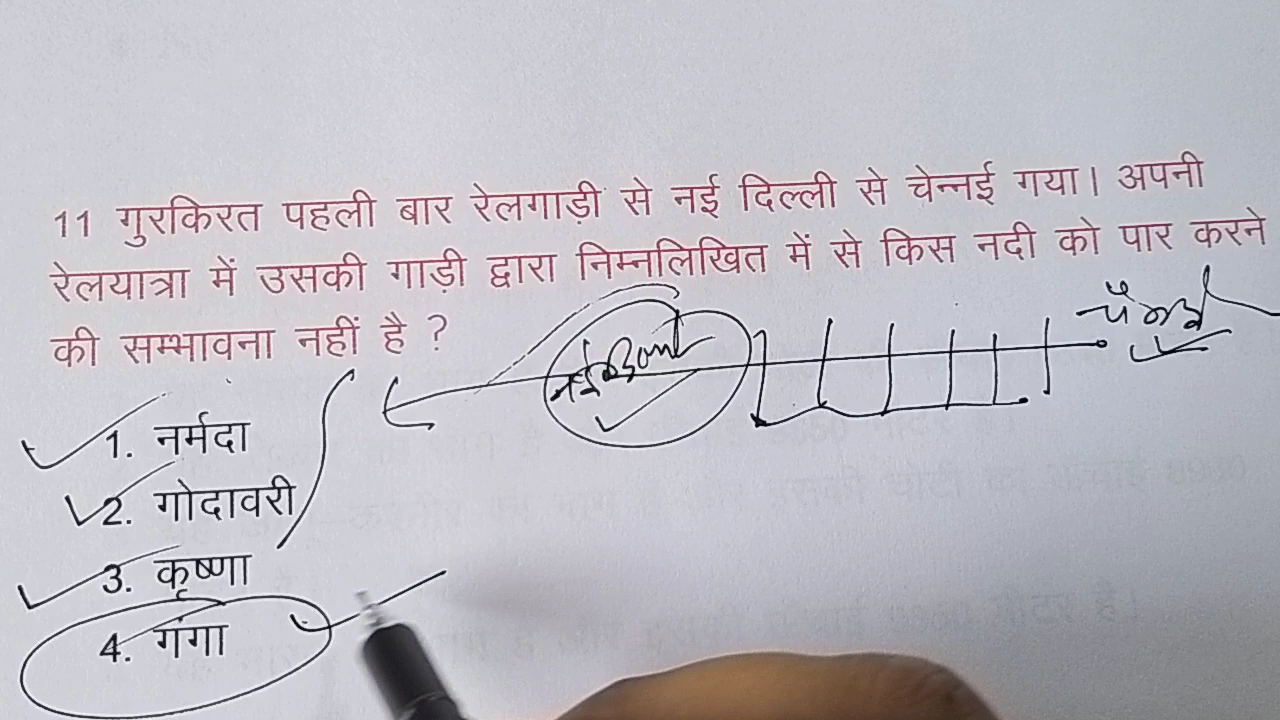 11 गुरकिरत पहली बार रेलगाड़ी से नई दिल्ली से चेन्नई गया। अपनी
रेलयात्रा में उसकी गाड़ी द्वारा निम्नलिखित में से किस नदी को पार करने
की सम्भावना नहीं है ?
1. नर्मदा
2. गोदावरी
3. कृष्णा
4. गंगा